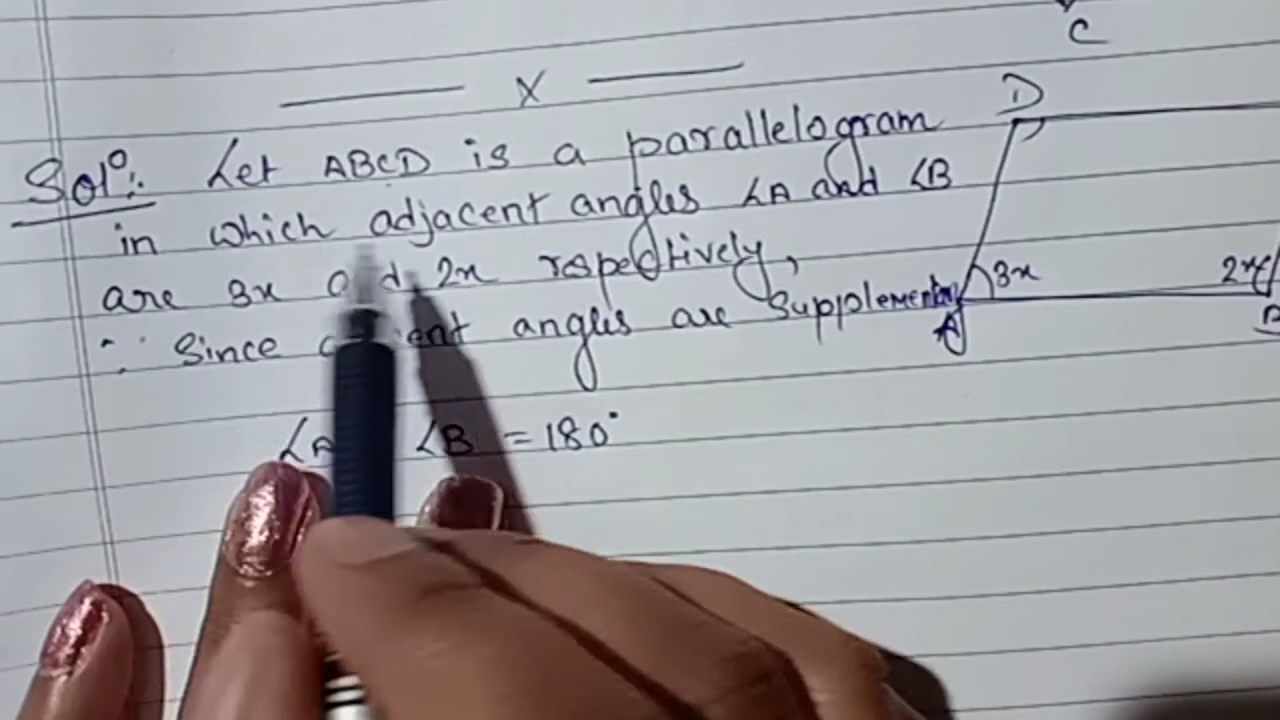 C
X
Solⁿ: Let ABCD is a parallelogram
in which adjacent angles ∠A and ∠B
are 3x and 2x respectively,
∴ Since angles are Supplementary
∠A ∠B = 180°
D
3x
2x
A
B